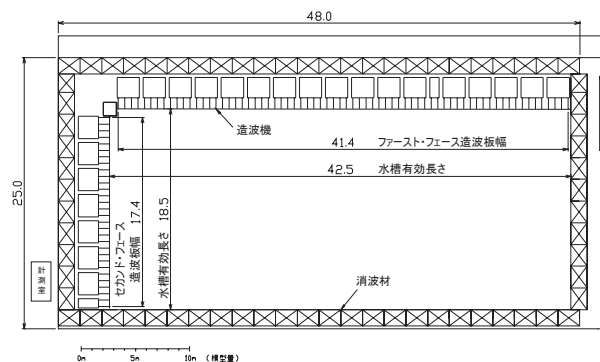 48.0
造波機
41.4 ファースト・フェース造波板幅
42.5 水槽有効長さ
25.0
セカンド・フェース
造波板幅 17.4
水槽有効長さ 18.5
計測室
消波材
0m 5m 10m (模型量)